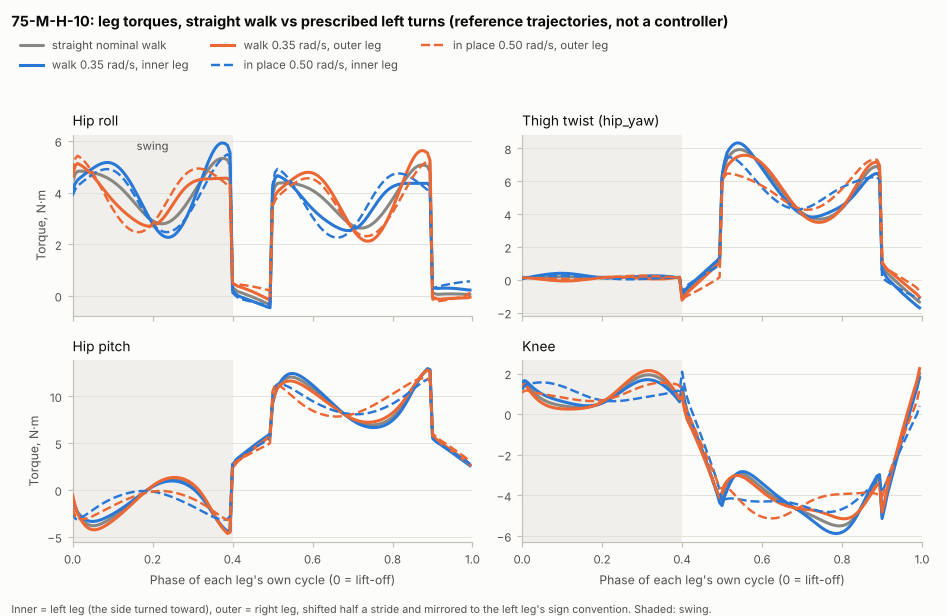 75-M-H-10: leg torques, straight walk vs prescribed left turns (reference trajectories, not a controller)
straight nominal walk
walk 0.35 rad/s, outer leg
in place 0.50 rad/s, outer leg
walk 0.35 rad/s, inner leg
in place 0.50 rad/s, inner leg
Hip roll
Thigh twist (hip_yaw)
swing
Torque, N·m
6
4
2
0
8
6
4
2
0
−2
Hip pitch
Knee
Torque, N·m
10
5
0
−5
2
0
−2
−4
−6
0.0 0.2 0.4 0.6 0.8 1.0
0.0 0.2 0.4 0.6 0.8 1.0
Phase of each leg's own cycle (0 = lift-off)
Phase of each leg's own cycle (0 = lift-off)
Inner = left leg (the side turned toward), outer = right leg, shifted half a stride and mirrored to the left leg's sign convention. Shaded: swing.